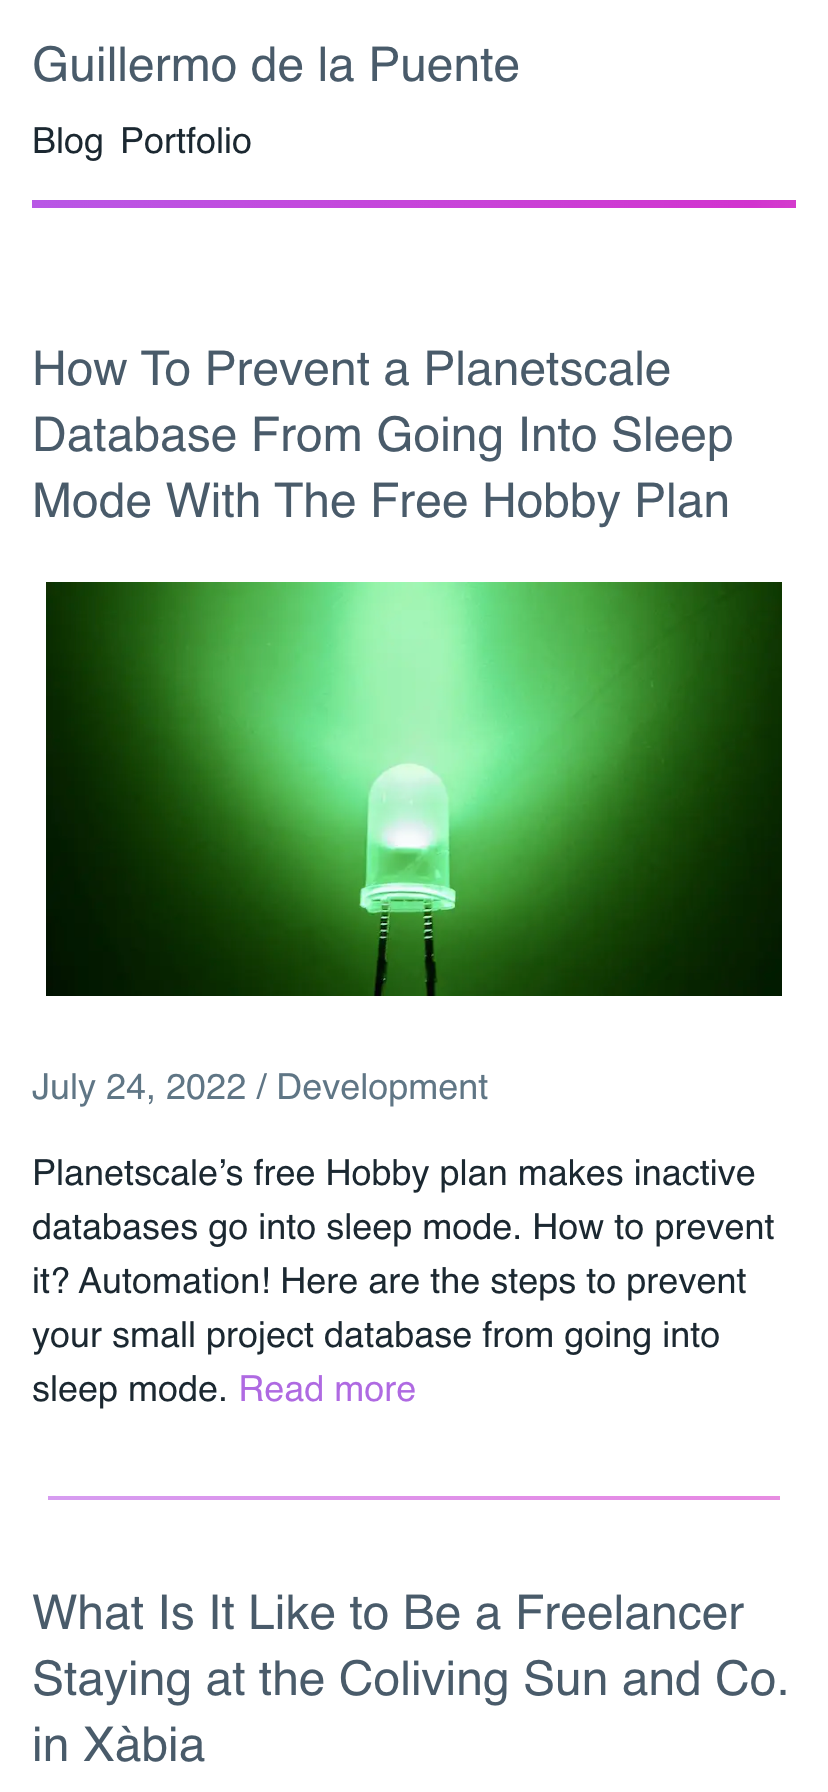 Guillermo de la Puente
Blog Portfolio
How To Prevent a Planetscale
Database From Going Into Sleep
Mode With The Free Hobby Plan
July 24, 2022 / Development
Planetscale’s free Hobby plan makes inactive
databases go into sleep mode. How to prevent
it? Automation! Here are the steps to prevent
your small project database from going into
sleep mode. Read more
What Is It Like to Be a Freelancer
Staying at the Coliving Sun and Co.
in Xàbia